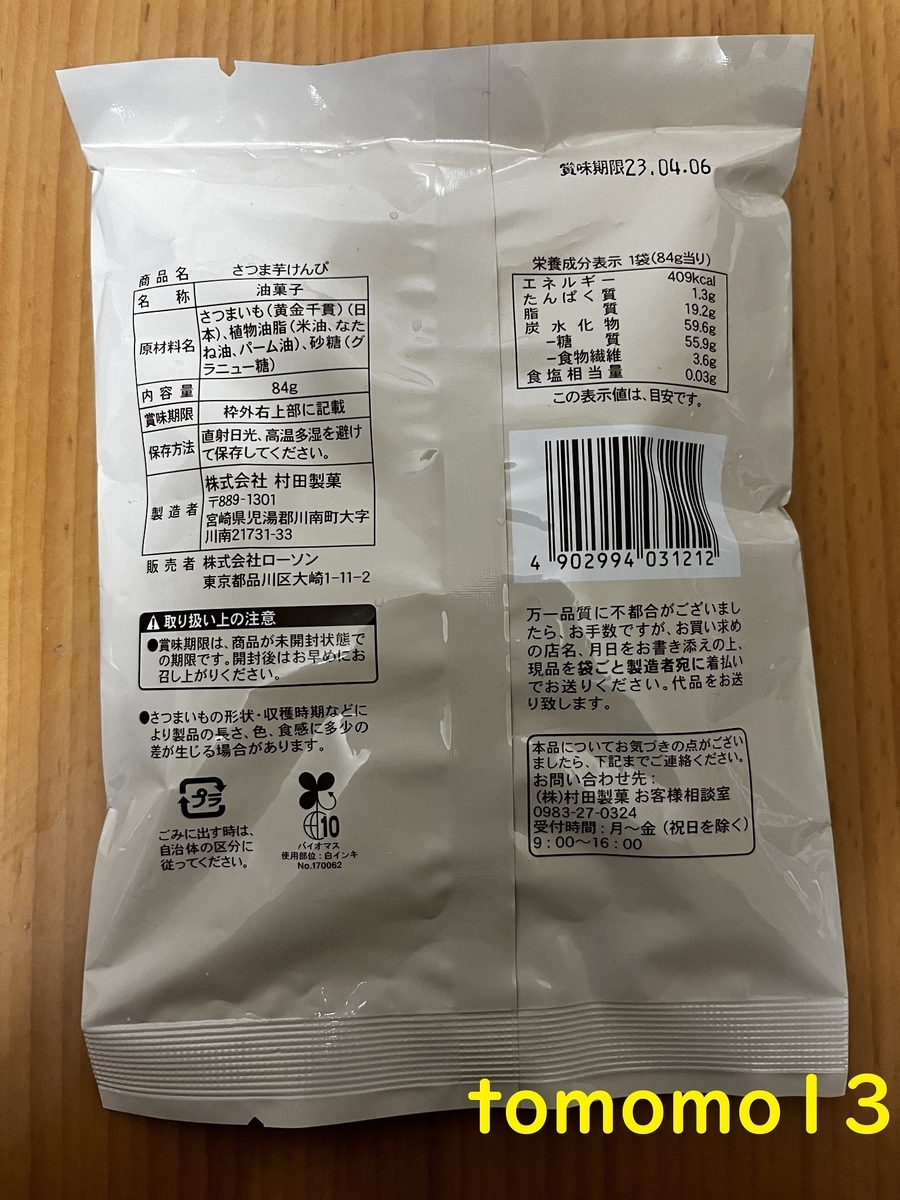 賞味期限23.04.06
商品名 さつま芋けんぴ
名称 油菓子
原材料名 さつまいも(黄金千貫)(日
本)、植物油脂(米油、なた
ね油、パーム油)、砂糖(グ
ラニュー糖)
内容量 84g
賞味期限 枠外右上部に記載
保存方法 直射日光、高温多湿を避け
て保存してください。
製造者 株式会社 村田製菓
〒889-1301
宮崎県児湯郡川南町大字
川南21731-33
販売者 株式会社ローソン
東京都品川区大崎1-11-2
取り扱い上の注意
●賞味期限は、商品が未開封状態で
の期限です。開封後はお早めにお
召し上がりください。
●さつまいもの形状・収穫時期などに
より製品の長さ、色、食感に多少の
差が生じる場合があります。
プラ
ごみに出す時は、
自治体の区分に
従ってください。
10
バイオマス
使用部位:白インキ
No.170062
栄養成分表示 1袋(84g当り)
エネルギー 409kcal
たんぱく質 1.3g
脂質 19.2g
炭水化物 59.6g
-糖質 55.9g
-食物繊維 3.6g
食塩相当量 0.03g
この表示値は、目安です。
4 902994 031212
万一品質に不都合がございまし
たら、お手数ですが、お買い求め
の店名、月日をお書き添えの上、
現品を袋ごと製造者宛に着払い
でお送りください。代品をお送
り致します。
本品についてお気づきの点がござい
ましたら、下記までご連絡ください。
お問い合わせ先:
(株)村田製菓 お客様相談室
0983-27-0324
受付時間:月〜金(祝日を除く)
9:00〜16:00
tomomo13